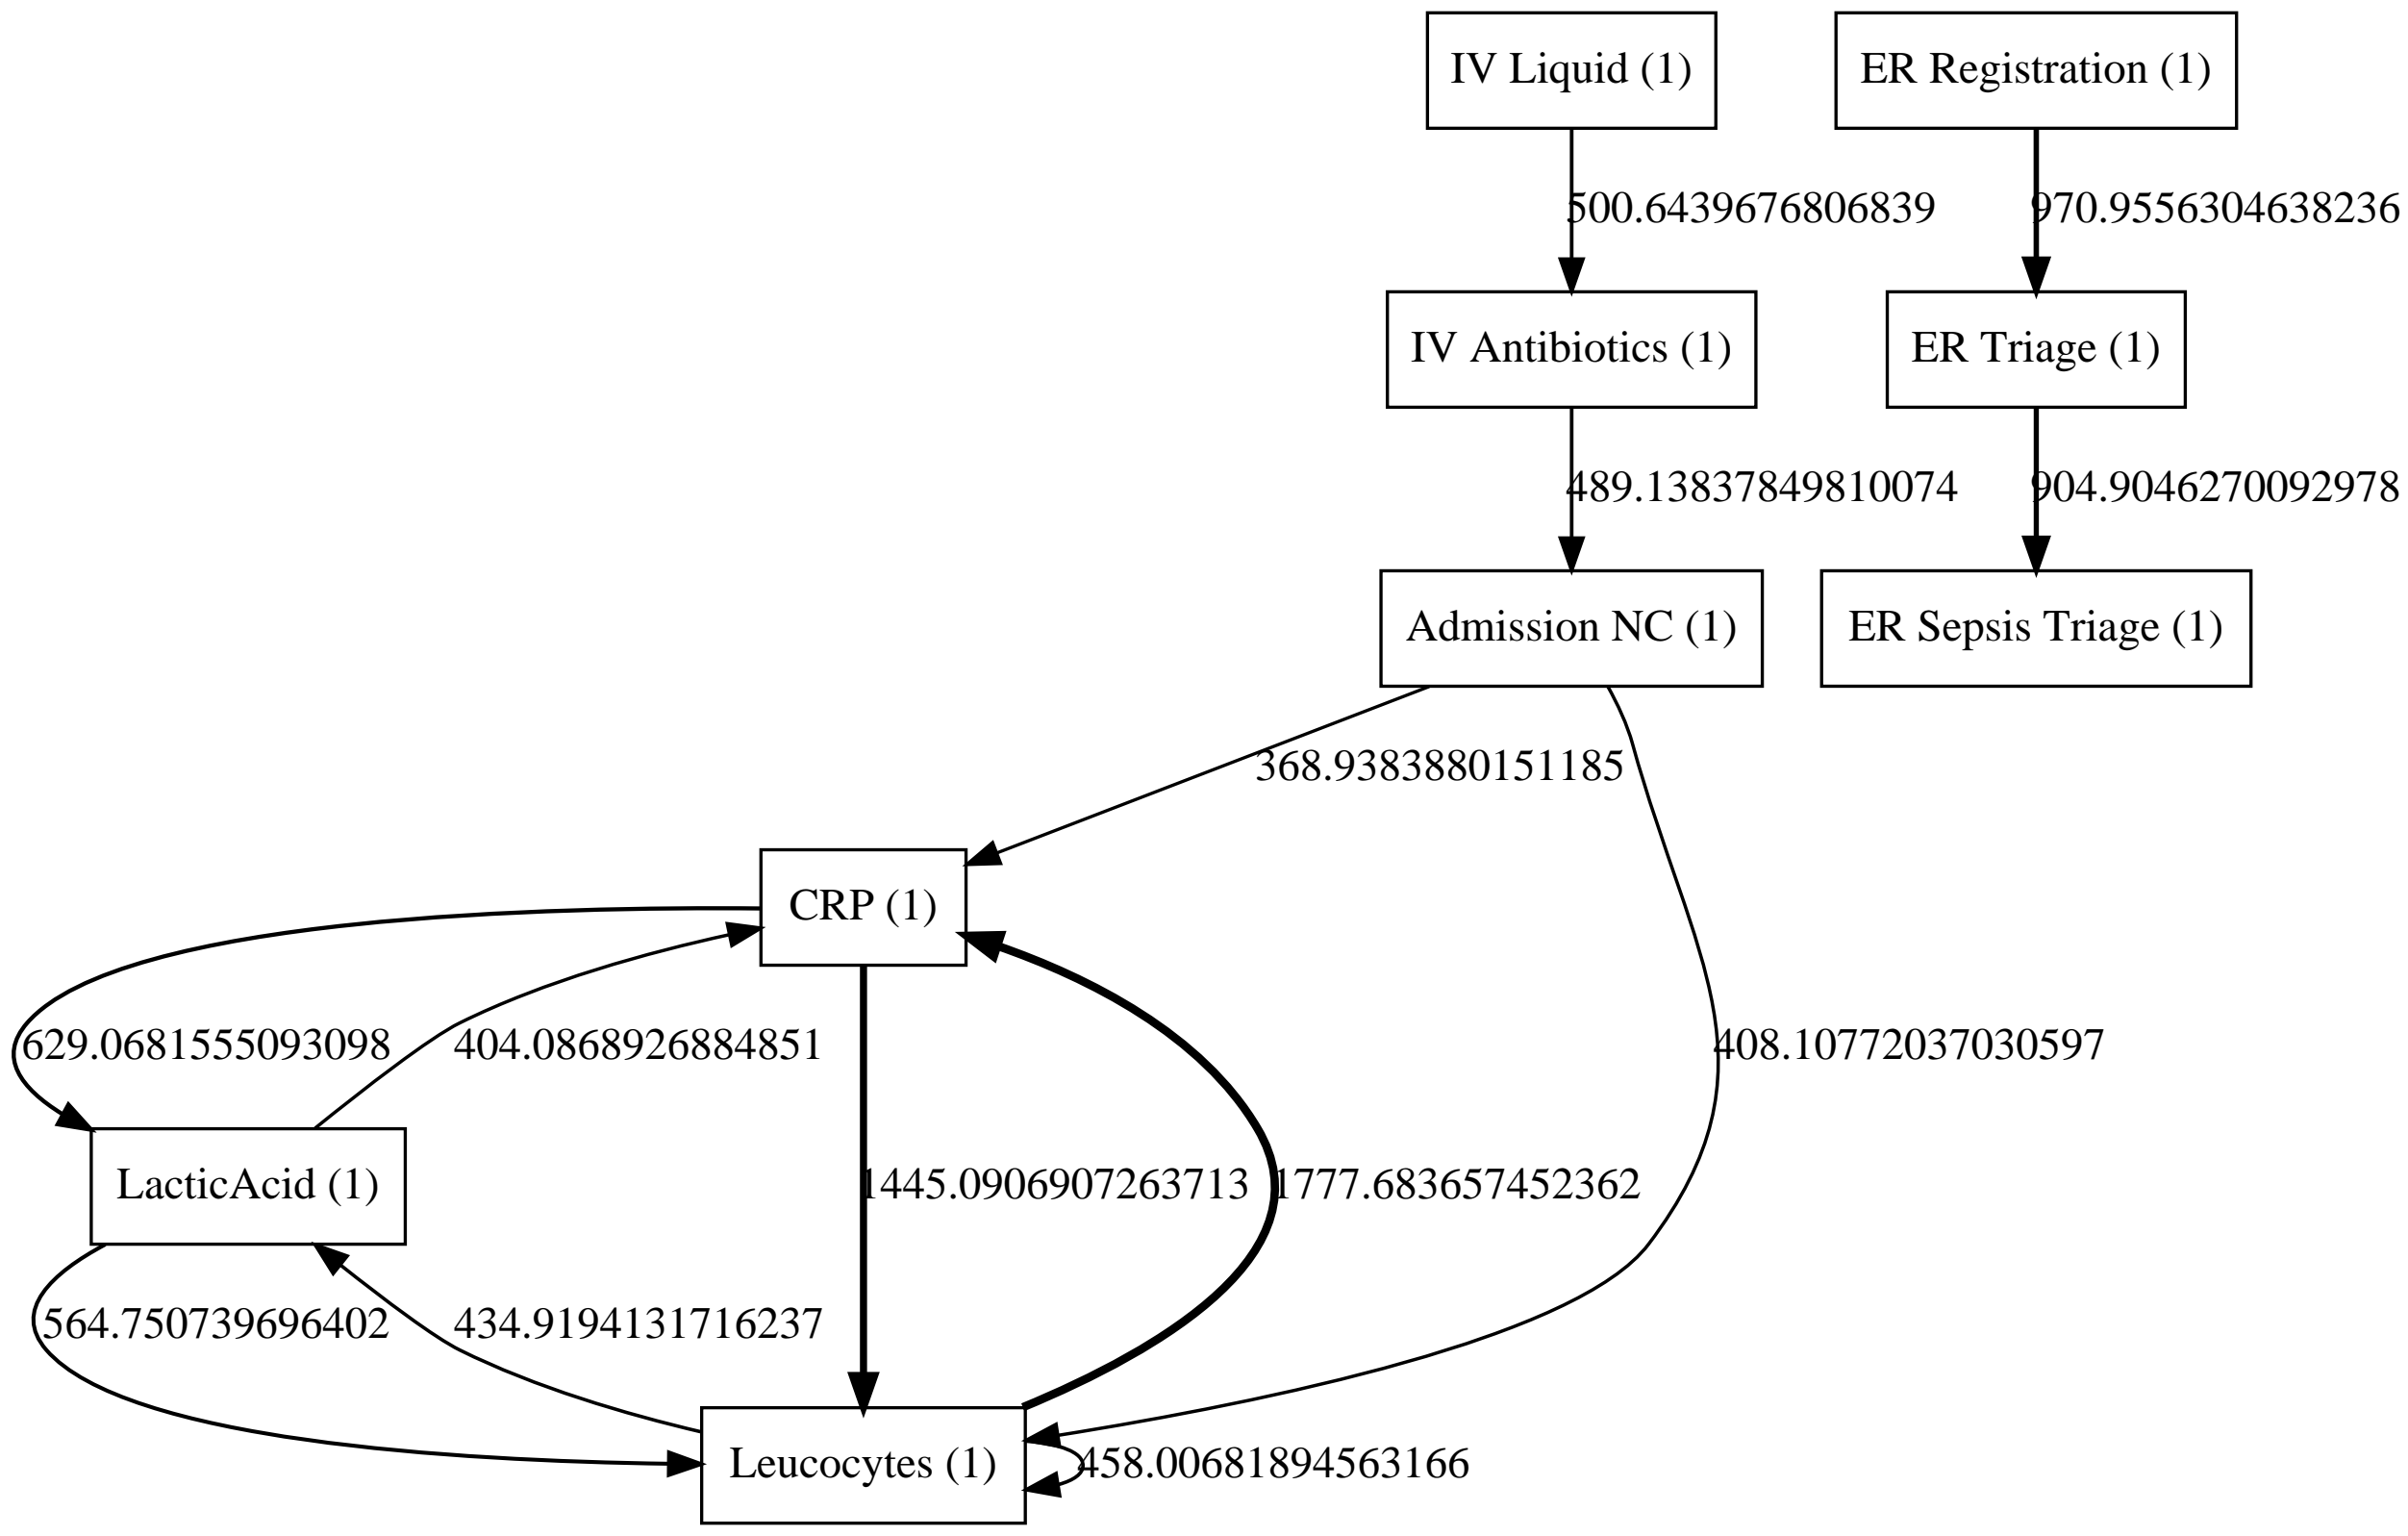 IV Liquid (1)
ER Registration (1)
500.6439676806839
970.9556304638236
IV Antibiotics (1)
ER Triage (1)
489.13837849810074
904.9046270092978
Admission NC (1)
ER Sepsis Triage (1)
368.9383880151185
CRP (1)
629.0681555093098
404.0868926884851
408.10772037030597
LacticAcid (1)
1445.0906907263713
1777.683657452362
564.750739696402
434.9194131716237
Leucocytes (1)
458.00681894563166